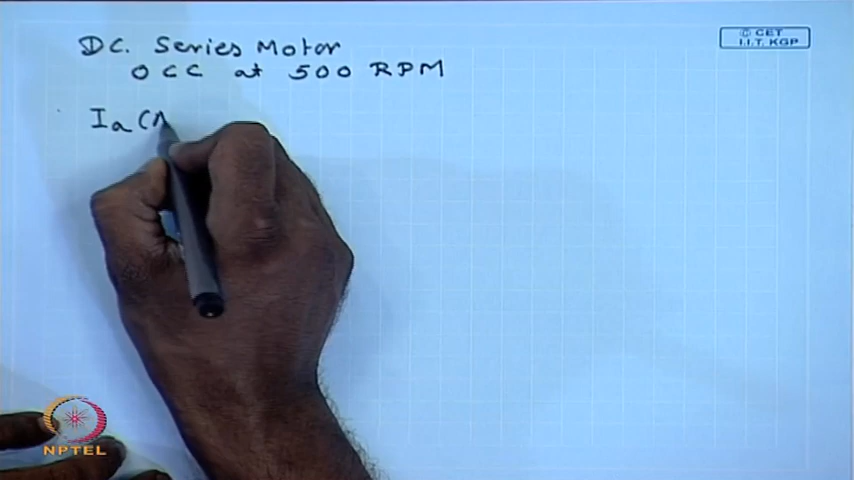 © CET
I.I.T. KGP
DC. Series Motor
OCC at 500 RPM
Ia (A
NPTEL